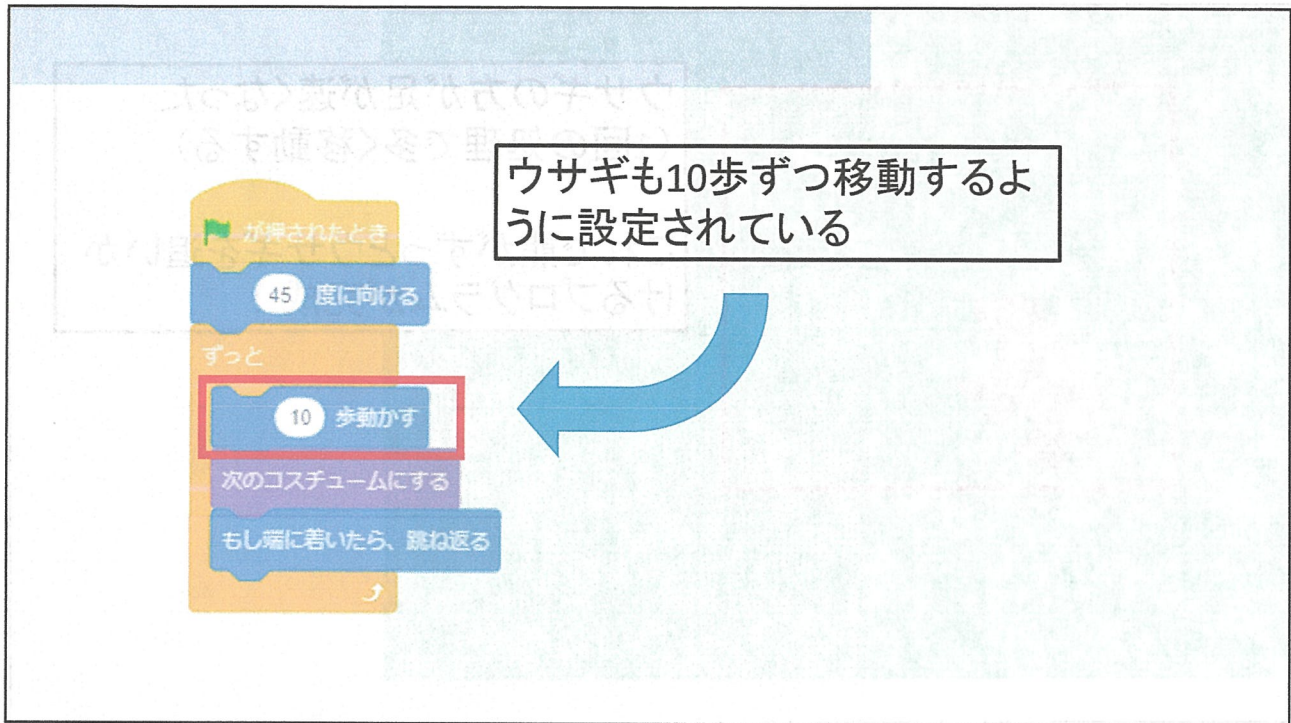 ウサギも10歩ずつ移動するよ
うに設定されている
が押されたとき
45 度に向ける
ずっと
10 歩動かす
次のコスチュームにする
もし端に着いたら、跳ね返る